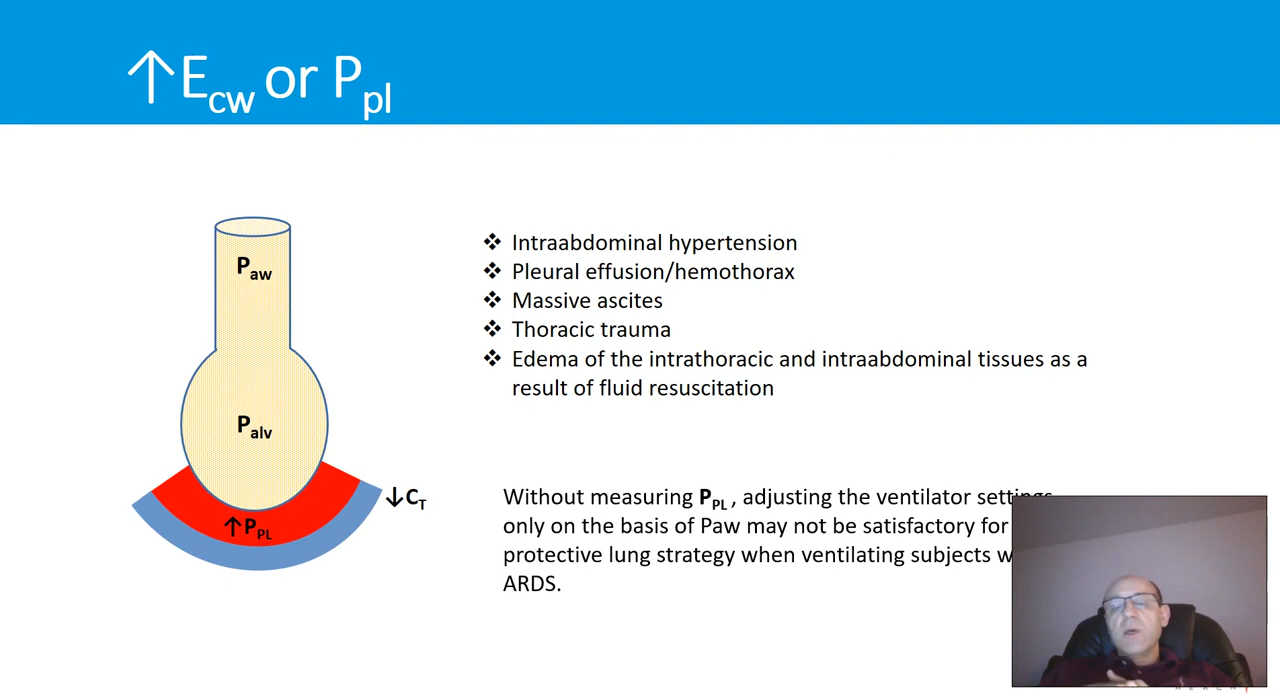 ↑Ecw or Ppl
Paw
Palv
↑PPL
↓CT
❖ Intraabdominal hypertension
❖ Pleural effusion/hemothorax
❖ Massive ascites
❖ Thoracic trauma
❖ Edema of the intrathoracic and intraabdominal tissues as a
result of fluid resuscitation
Without measuring PPL , adjusting the ventilator settings
only on the basis of Paw may not be satisfactory for
protective lung strategy when ventilating subjects
ARDS.